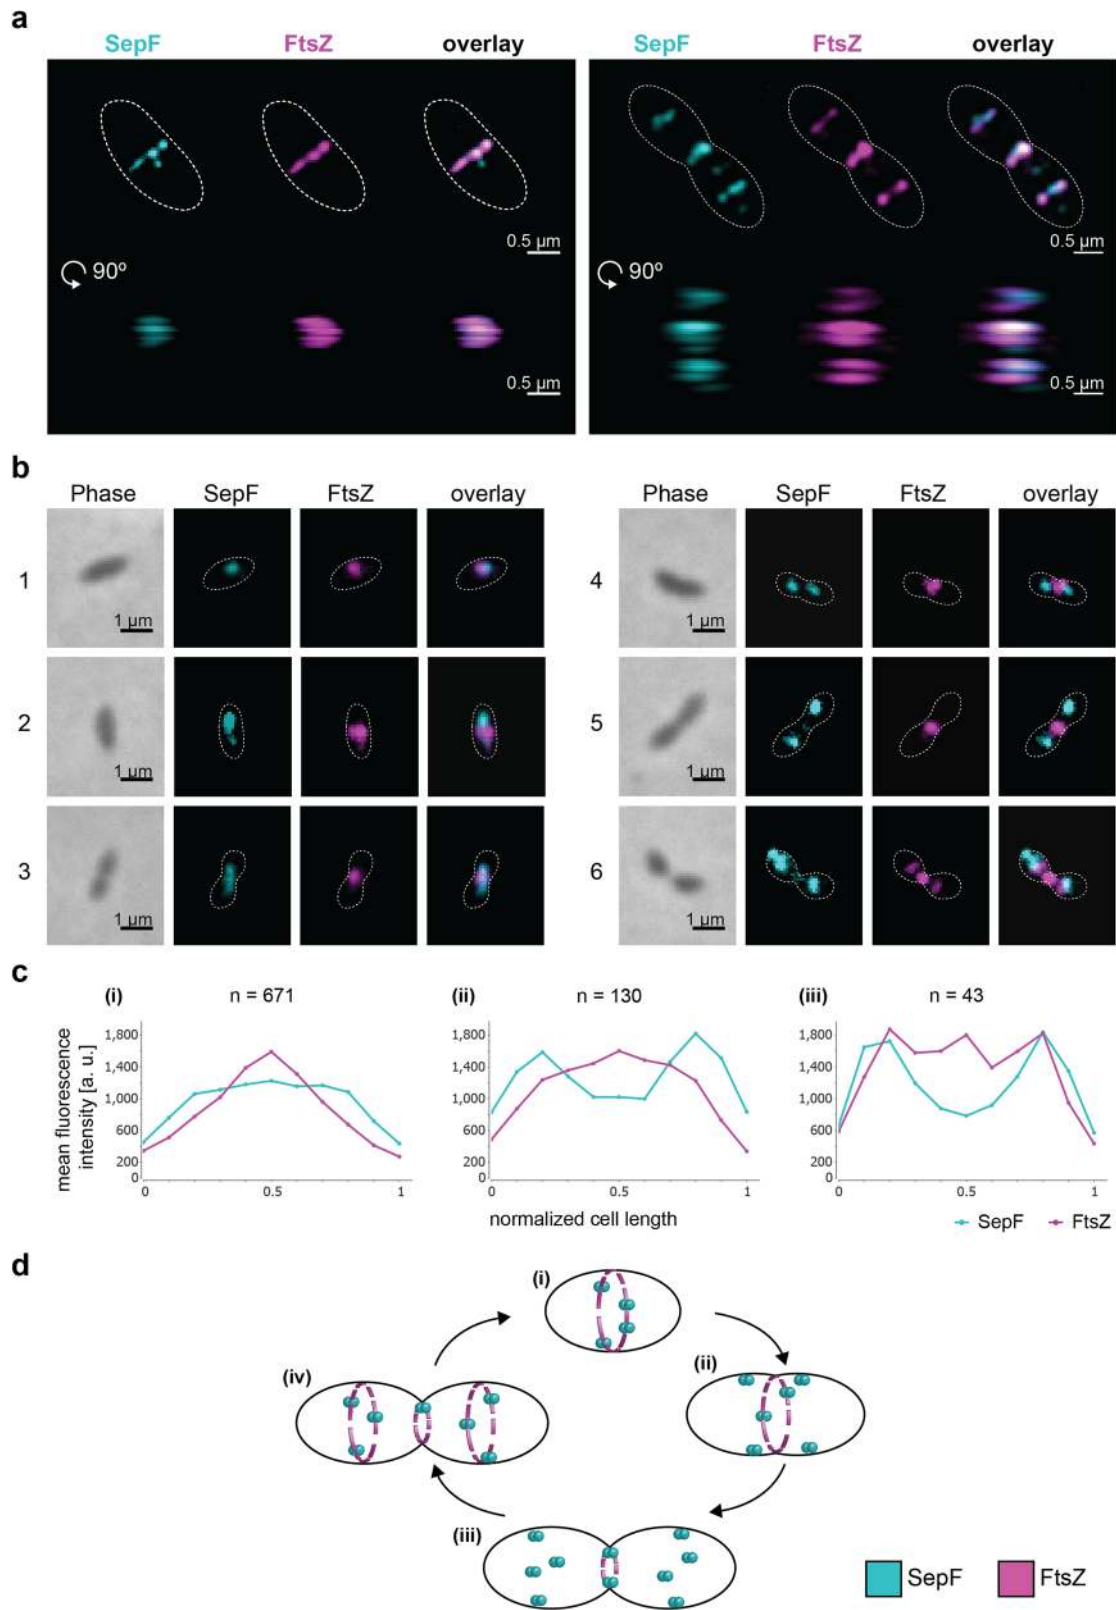 a
SepF FtsZ overlay SepF FtsZ overlay
0.5 µm 0.5 µm
90º 90º
0.5 µm 0.5 µm
b
Phase SepF FtsZ overlay Phase SepF FtsZ overlay
1 4
1 µm 1 µm
2 5
1 µm 1 µm
3 6
1 µm 1 µm
c
(i) n = 671 (ii) n = 130 (iii) n = 43
mean fluorescence
intensity [a. u.]
1,800 1,800 1,800
1,400 1,400 1,400
1,000 1,000 1,000
600 600 600
200 200 200
0 0 0
0 0.5 1 0 0.5 1 0 0.5 1
normalized cell length
SepF FtsZ
d
(i)
(ii)
(iv)
(iii)
SepF FtsZ